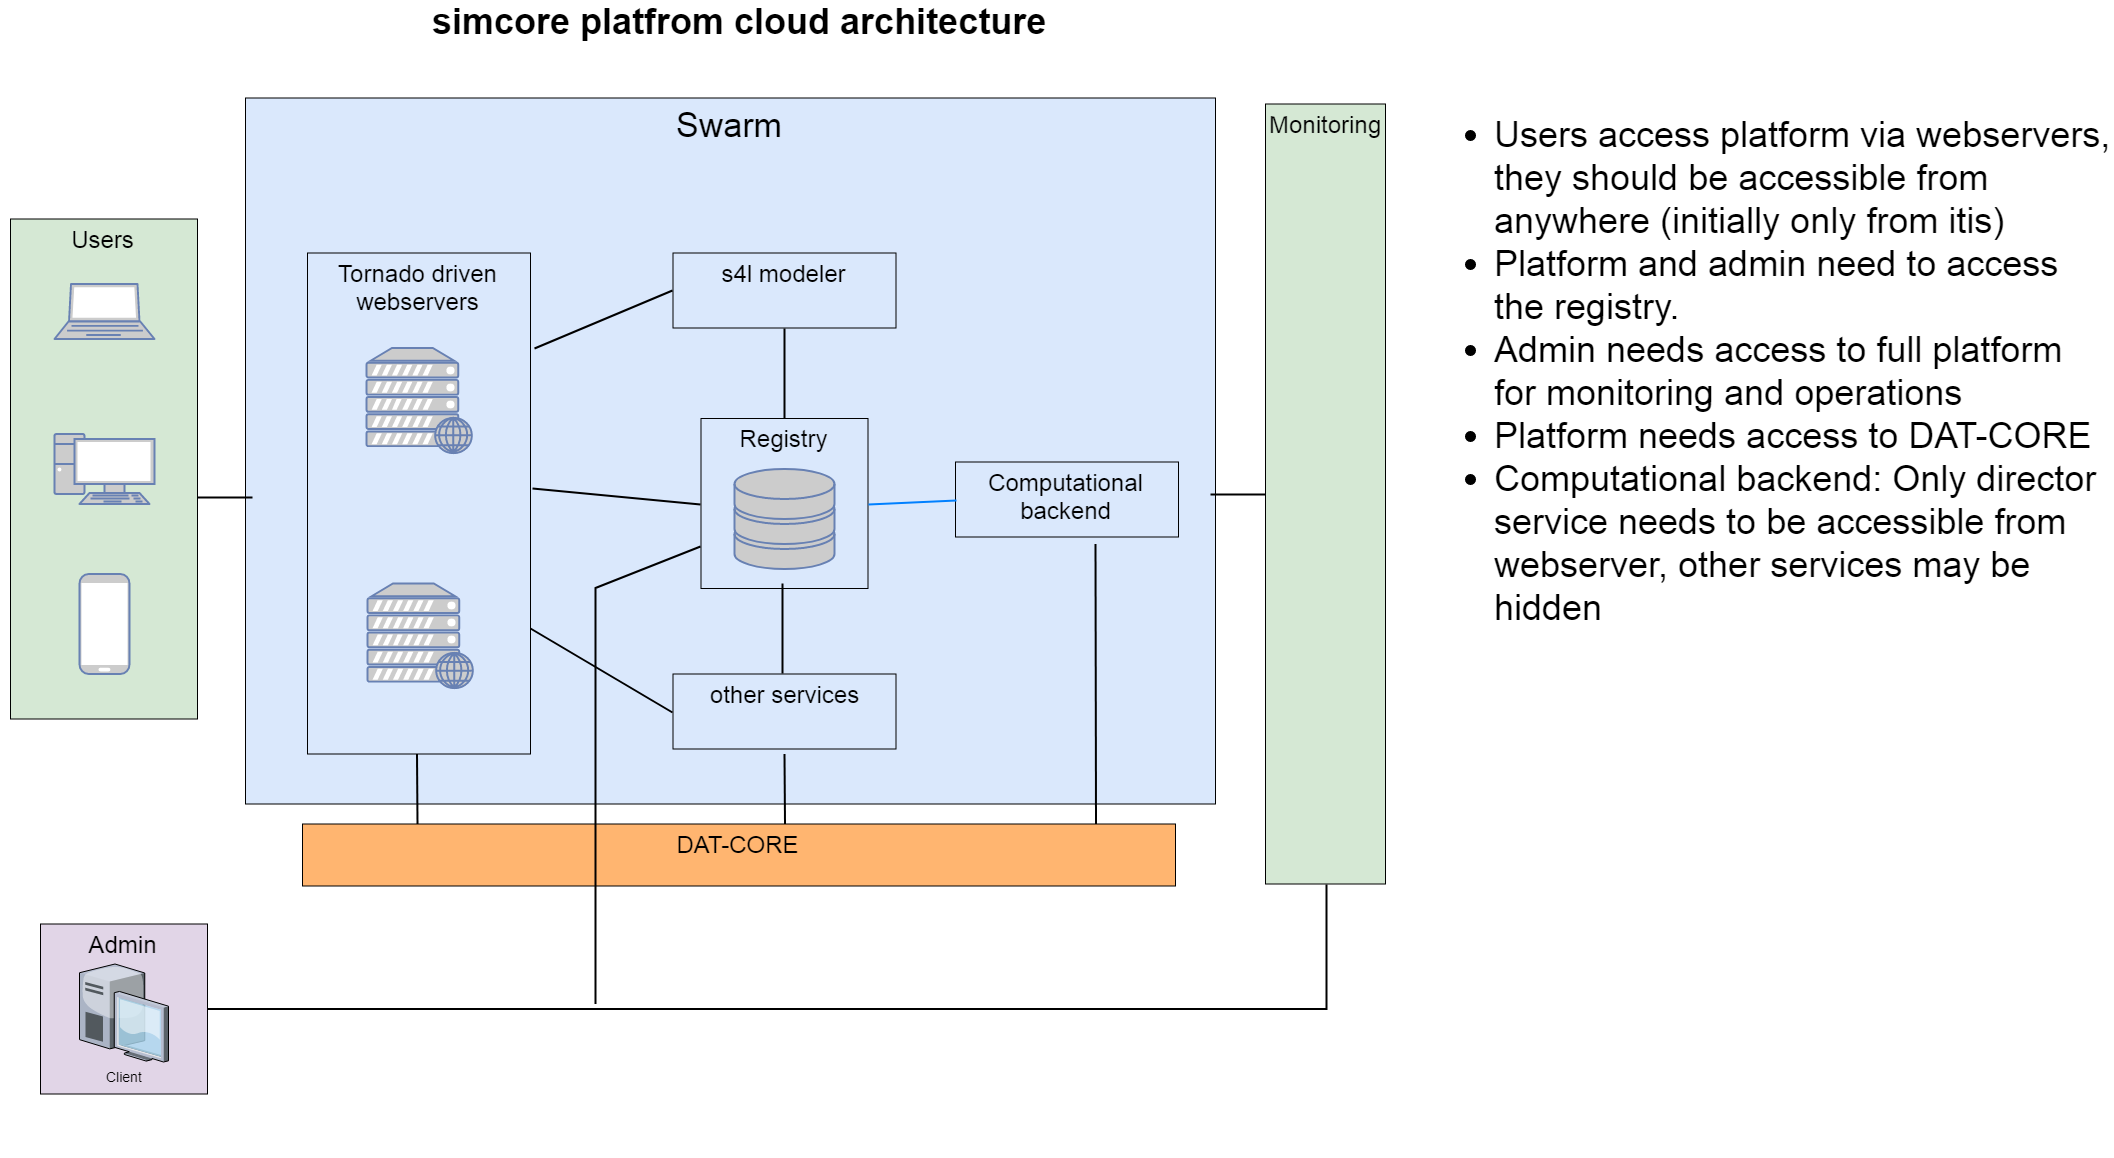 simcore platfrom cloud architecture
Swarm
Monitoring
Users
Tornado driven
webservers
s4l modeler
Registry
Computational
backend
other services
DAT-CORE
Admin
Client
• Users access platform via webservers,
they should be accessible from
anywhere (initially only from itis)
• Platform and admin need to access
the registry.
• Admin needs access to full platform
for monitoring and operations
• Platform needs access to DAT-CORE
• Computational backend: Only director
service needs to be accessible from
webserver, other services may be
hidden